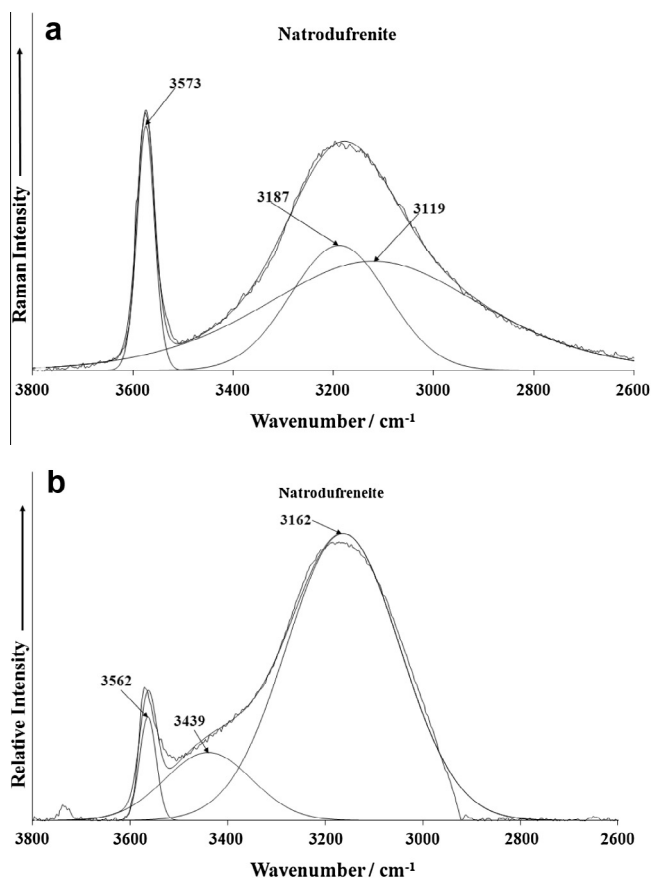 a
Natrodufrenite
3573
3187
3119
Raman Intensity
3800 3600 3400 3200 3000 2800 2600
Wavenumber / cm-1
b
Natrodufreneite
3162
3562
3439
Relative Intensity
3800 3600 3400 3200 3000 2800 2600
Wavenumber / cm-1